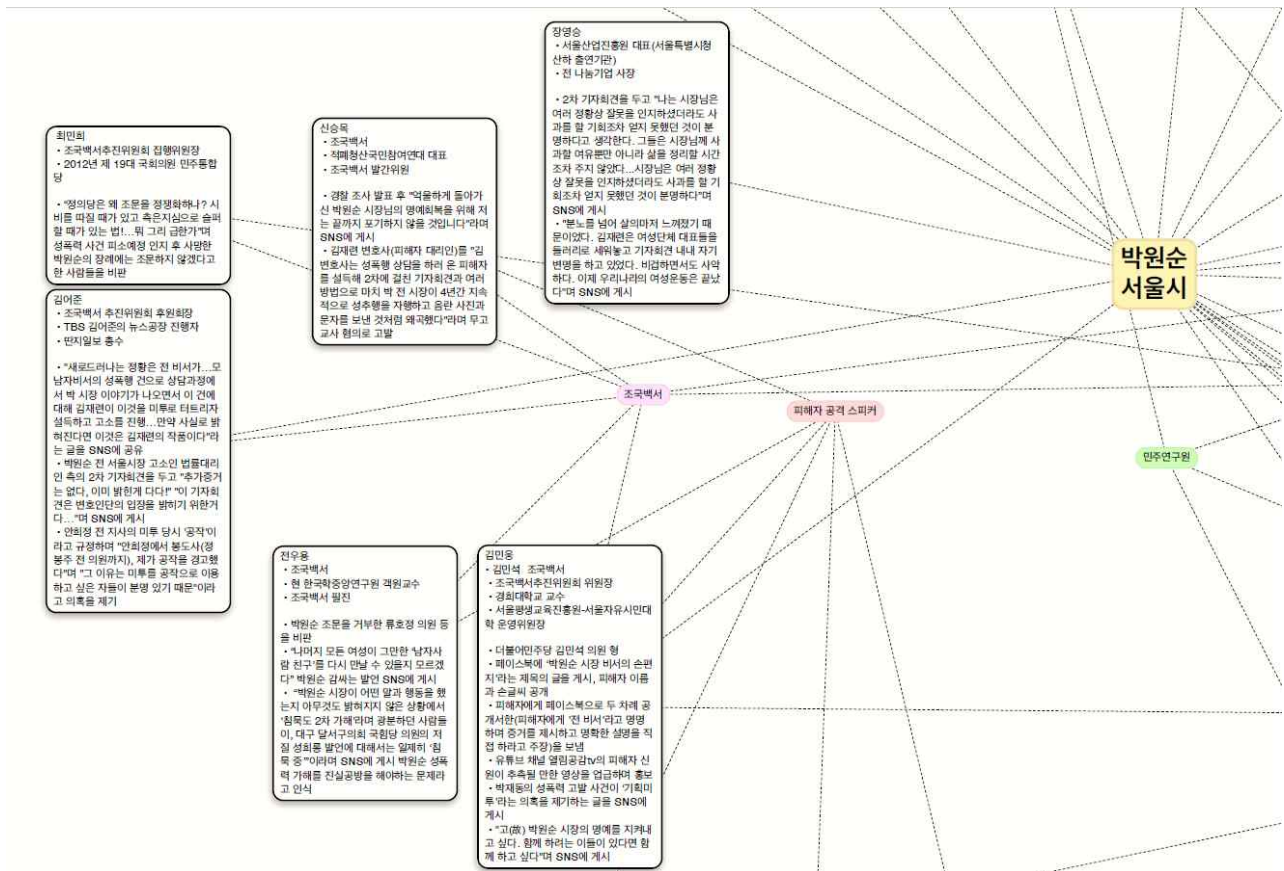 장영승
• 서울산업진흥원 대표(서울특별시청
산하 출연기관)
• 전 나눔기업 사장
• 2차 기자회견을 두고 "나는 시장님은
여러 정황상 잘못을 인지하셨더라도 사
과를 할 기회조차 얻지 못했던 것이 분
명하다고 생각한다. 그들은 시장님께 사
과할 여유뿐만 아니라 삶을 정리할 시간
조차 주지 않았다...시장님은 여러 정황
상 잘못을 인지하셨더라도 사과를 할 기
회조차 얻지 못했던 것이 분명하다"며
SNS에 게시
• "분노를 넘어 살의마저 느껴졌기 때
문이었다. 김재련은 여성단체 대표들을
들러리로 세워놓고 기자회견 내내 자기
변명을 하고 있었다. 비겁하면서도 사악
하다. 이제 우리나라의 여성운동은 끝났
다"며 SNS에 게시
최민희
• 조국백서추진위원회 집행위원장
• 2012년 제 19대 국회의원 민주통합
당
• "정의당은 왜 조문을 정쟁화하나? 시
비를 따질 때가 있고 측은지심으로 슬퍼
할 때가 있는 법!...뭐 그리 급한가"며
성폭력 사건 피소예정 인지 후 사망한
박원순의 장례에는 조문하지 않겠다고
한 사람들을 비판
신승목
• 조국백서
• 적폐청산국민참여연대 대표
• 조국백서 발간위원
• 경찰 조사 발표 후 "억울하게 돌아가
신 박원순 시장님의 명예회복을 위해 저
는 끝까지 포기하지 않을 것입니다"라며
SNS에 게시
• 김재련 변호사(피해자 대리인)를 "김
변호사는 성폭행 상담을 하러 온 피해자
를 설득해 2차에 걸친 기자회견과 여러
방법으로 마치 박 전 시장이 4년간 지속
적으로 성추행을 자행하고 음란 사진과
문자를 보낸 것처럼 왜곡했다"라며 무고
교사 혐의로 고발
박원순
서울시
김어준
• 조국백서 추진위원회 후원회장
• TBS 김어준의 뉴스공장 진행자
• 딴지일보 총수
• "새로드러나는 정황은 전 비서가...모
남자비서의 성폭행 건으로 상담과정에
서 박 시장 이야기가 나오면서 이 건에
대해 김재련이 이것을 미투로 터트리자
설득하고 고소를 진행...만약 사실로 밝
혀진다면 이것은 김재련의 작품이다"라
는 글을 SNS에 공유
• 박원순 전 서울시장 고소인 법률대리
인 측의 2차 기자회견을 두고 "추가증거
는 없다, 이미 밝힌게 다다!" "이 기자회
견은 변호인단의 입장을 밝히기 위한거
다..."며 SNS에 게시
• 안희정 전 지사의 미투 당시 '공작'이
라고 규정하며 "안희정에서 봉도사(정
봉주 전 의원까지), 제가 공작을 경고했
다"며 "그 이유는 미투를 공작으로 이용
하고 싶은 자들이 분명 있기 때문"이라
고 의혹을 제기
조국백서
피해자 공격 스피커
민주연구원
전우용
• 조국백서
• 현 한국학중앙연구원 객원교수
• 조국백서 필진
• 박원순 조문을 거부한 류호정 의원 등
을 비판
• "나머지 모든 여성이 그만한 '남자사
람 친구'를 다시 만날 수 있을지 모르겠
다" 박원순 감싸는 발언 SNS에 게시
• "박원순 시장이 어떤 말과 행동을 했
는지 아무것도 밝혀지지 않은 상황에서
'침묵도 2차 가해'라며 광분하던 사람들
이, 대구 달서구의회 국힘당 의원의 저
질 성희롱 발언에 대해서는 일제히 '침
묵 중'"이라며 SNS에 게시 박원순 성폭
력 가해를 진실공방을 해야하는 문제라
고 인식
김민웅
• 김민석 조국백서
• 조국백서추진위원회 위원장
• 경희대학교 교수
• 서울평생교육진흥원-서울자유시민대
학 운영위원장
• 더불어민주당 김민석 의원 형
• 페이스북에 '박원순 시장 비서의 손편
지'라는 제목의 글을 게시, 피해자 이름
과 손글씨 공개
• 피해자에게 페이스북으로 두 차례 공
개서한(피해자에게 '전 비서'라고 명명
하며 증거를 제시하고 명확한 설명을 직
접 하라고 주장)을 보냄
• 유튜브 채널 열림공감tv의 피해자 신
원이 추측될 만한 영상을 업급하며 홍보
• 박재동의 성폭력 고발 사건이 '기획미
투'라는 의혹을 제기하는 글을 SNS에
게시
• "고(故) 박원순 시장의 명예를 지켜내
고 싶다. 함께 하려는 이들이 있다면 함
께 하고 싶다"며 SNS에 게시